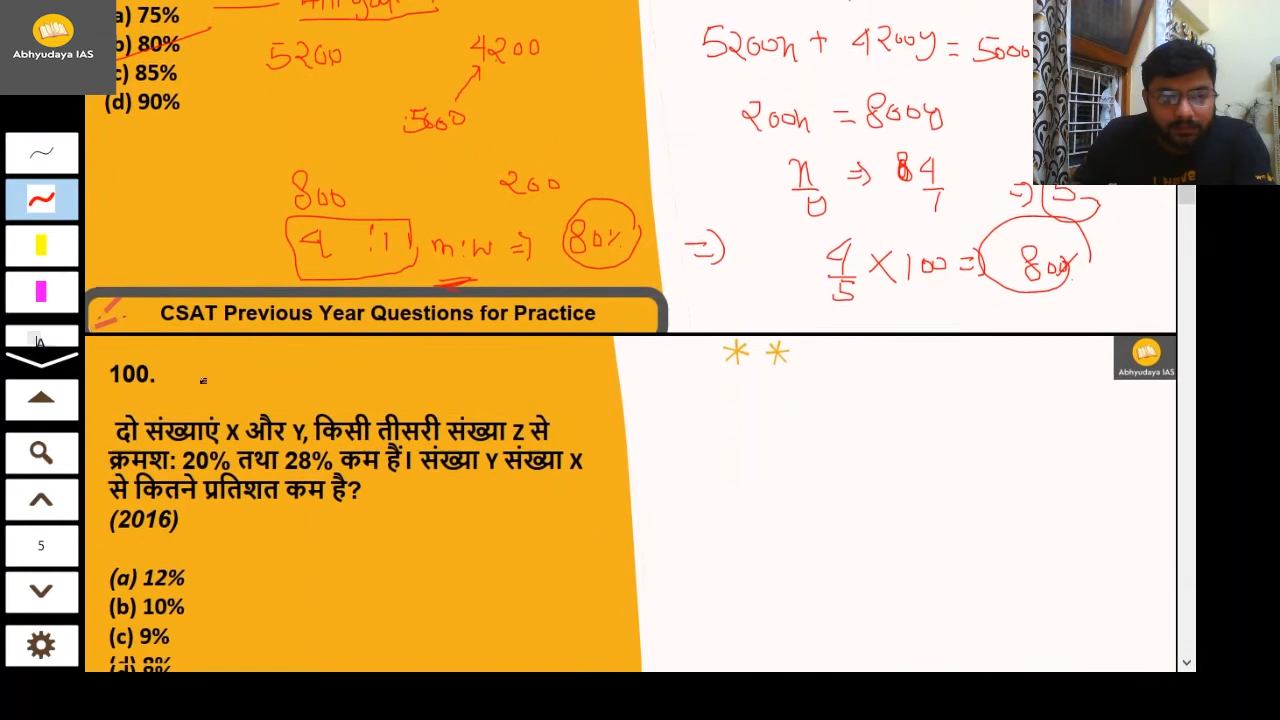 Abhyudaya IAS
a) 75%
b) 80%
c) 85%
(d) 90%
5200
4200
5000
800
200
4 : 1
m:w => 80%
5200x + 4200y = 5000
200x = 800y
=> 4
1
=> 4/5 X 100 => 80%
CSAT Previous Year Questions for Practice
100.
दो संख्याएं X और Y, किसी तीसरी संख्या Z से
क्रमश: 20% तथा 28% कम हैं। संख्या Y संख्या X
से कितने प्रतिशत कम है?
(2016)
(a) 12%
(b) 10%
(c) 9%
(d) 8%
* *
Abhyudaya IAS
5